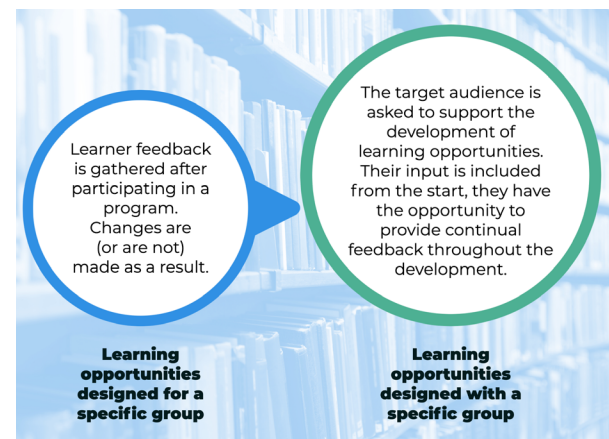 Learner feedback
is gathered after
participating in a
program.
Changes are
(or are not)
made as a result.
The target audience is
asked to support the
development of
learning opportunities.
Their input is included
from the start, they have
the opportunity to
provide continual
feedback throughout the
development.
Learning
opportunities
designed for a
specific group
Learning
opportunities
designed with a
specific group